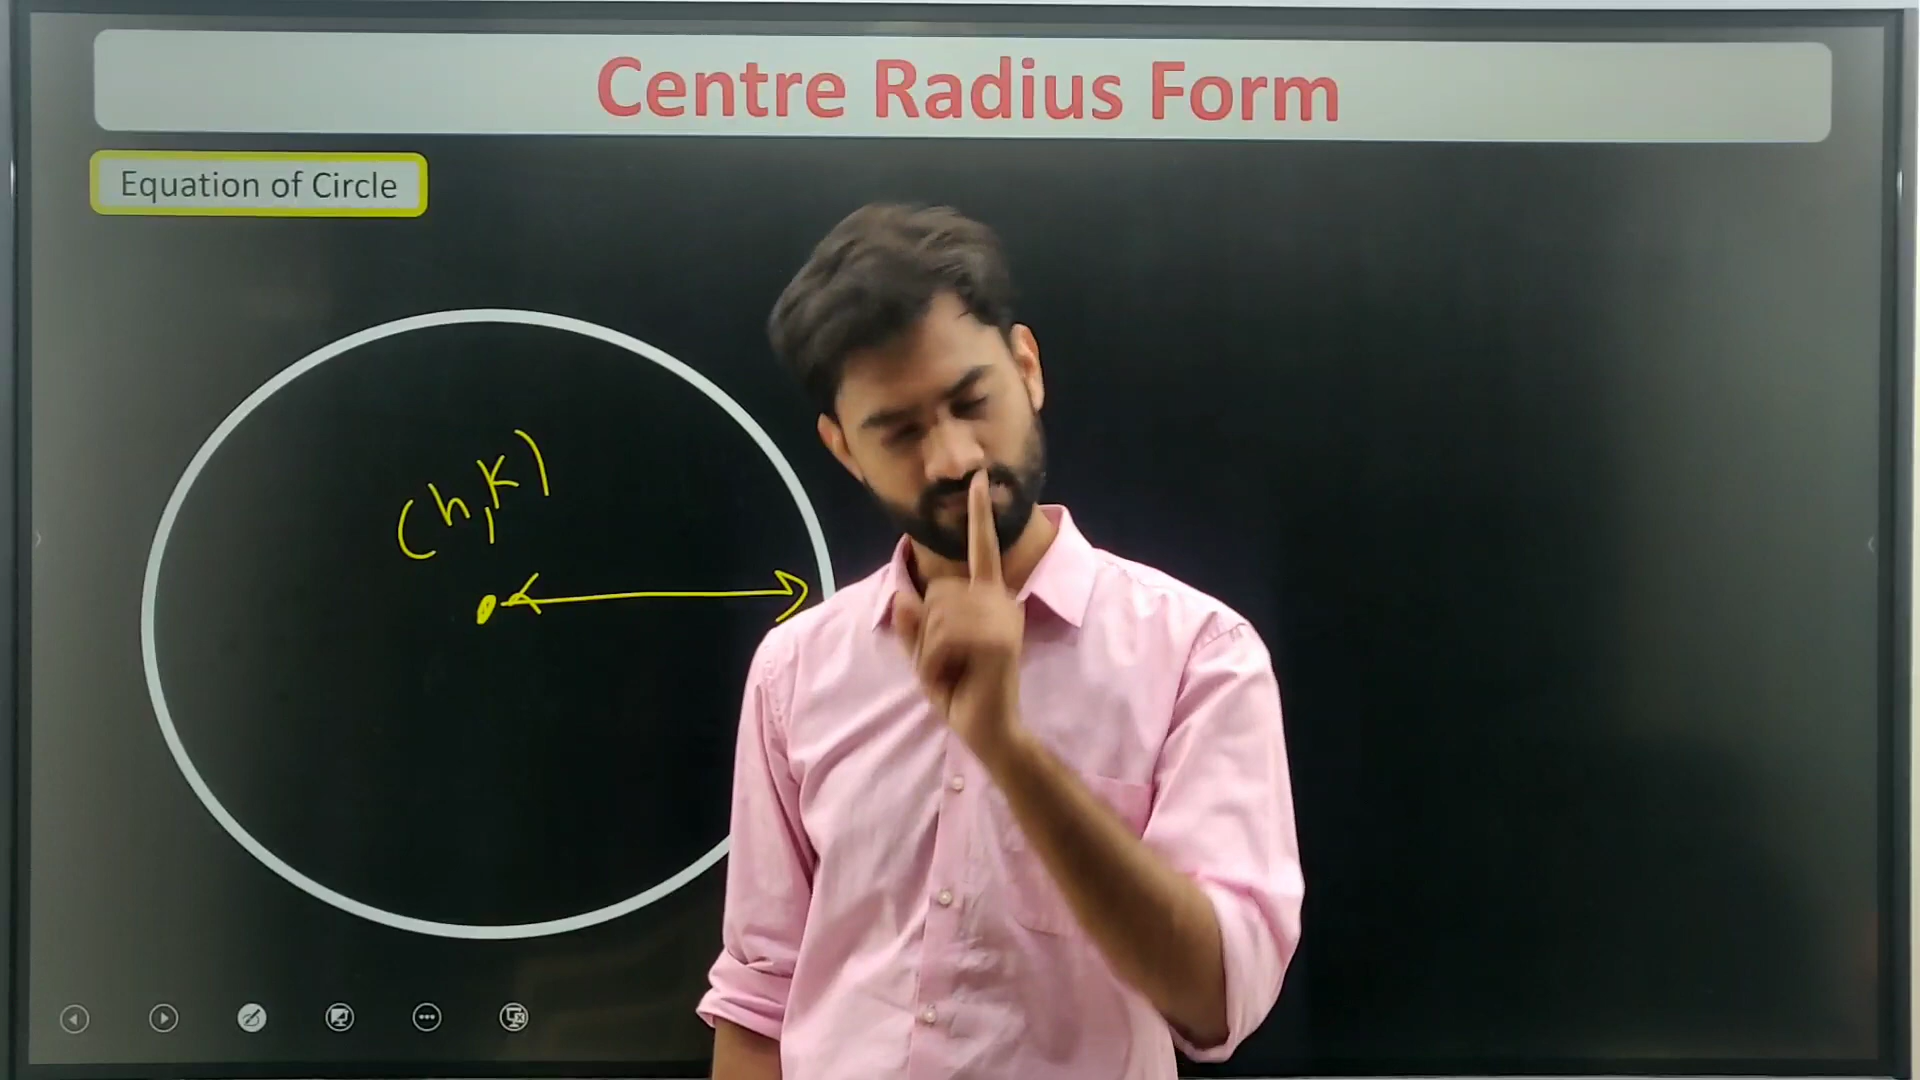 Centre Radius Form
Equation of Circle
(h,k)